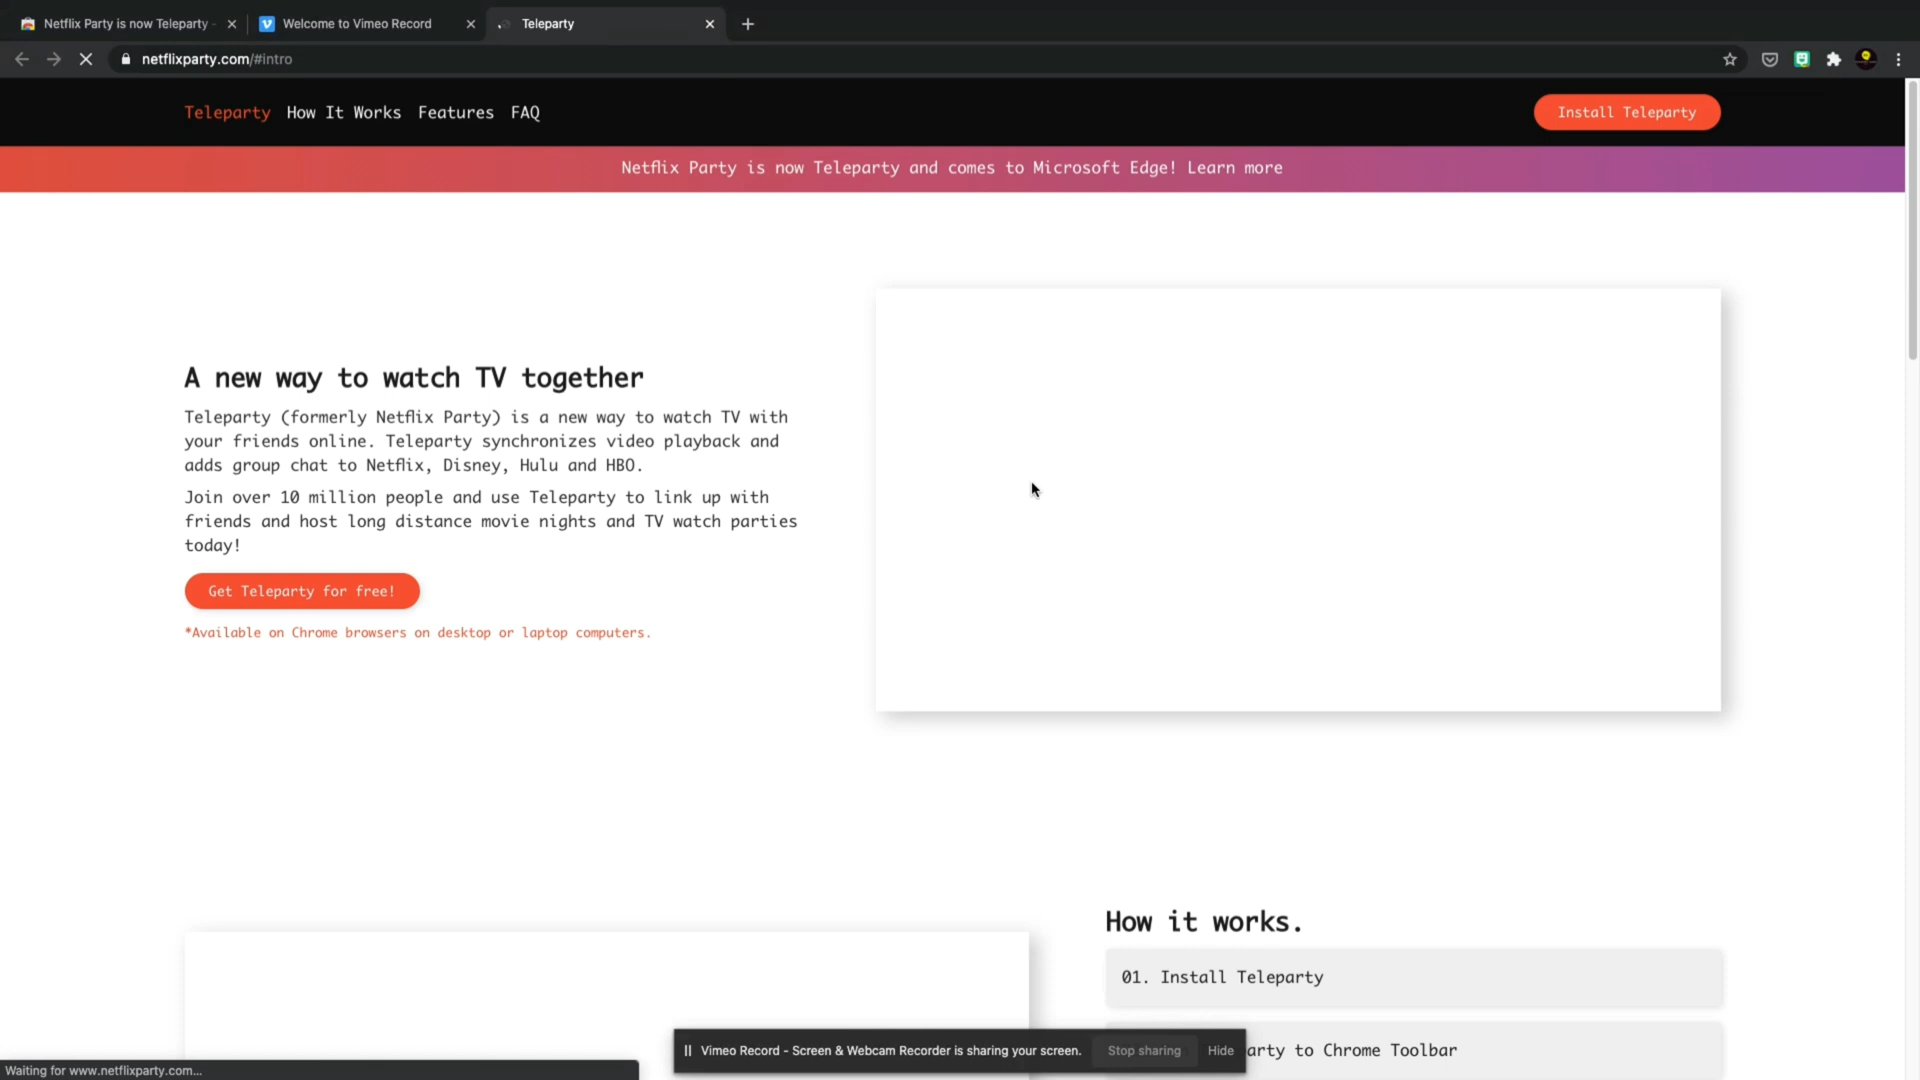 Netflix Party is now Teleparty -
Welcome to Vimeo Record
Teleparty
netflixparty.com/#intro
Teleparty How It Works Features FAQ
Install Teleparty
Netflix Party is now Teleparty and comes to Microsoft Edge! Learn more
A new way to watch TV together
Teleparty (formerly Netflix Party) is a new way to watch TV with
your friends online. Teleparty synchronizes video playback and
adds group chat to Netflix, Disney, Hulu and HBO.
Join over 10 million people and use Teleparty to link up with
friends and host long distance movie nights and TV watch parties
today!
Get Teleparty for free!
*Available on Chrome browsers on desktop or laptop computers.
How it works.
01. Install Teleparty
arty to Chrome Toolbar
Vimeo Record - Screen & Webcam Recorder is sharing your screen.
Stop sharing
Hide
Waiting for www.netflixparty.com...